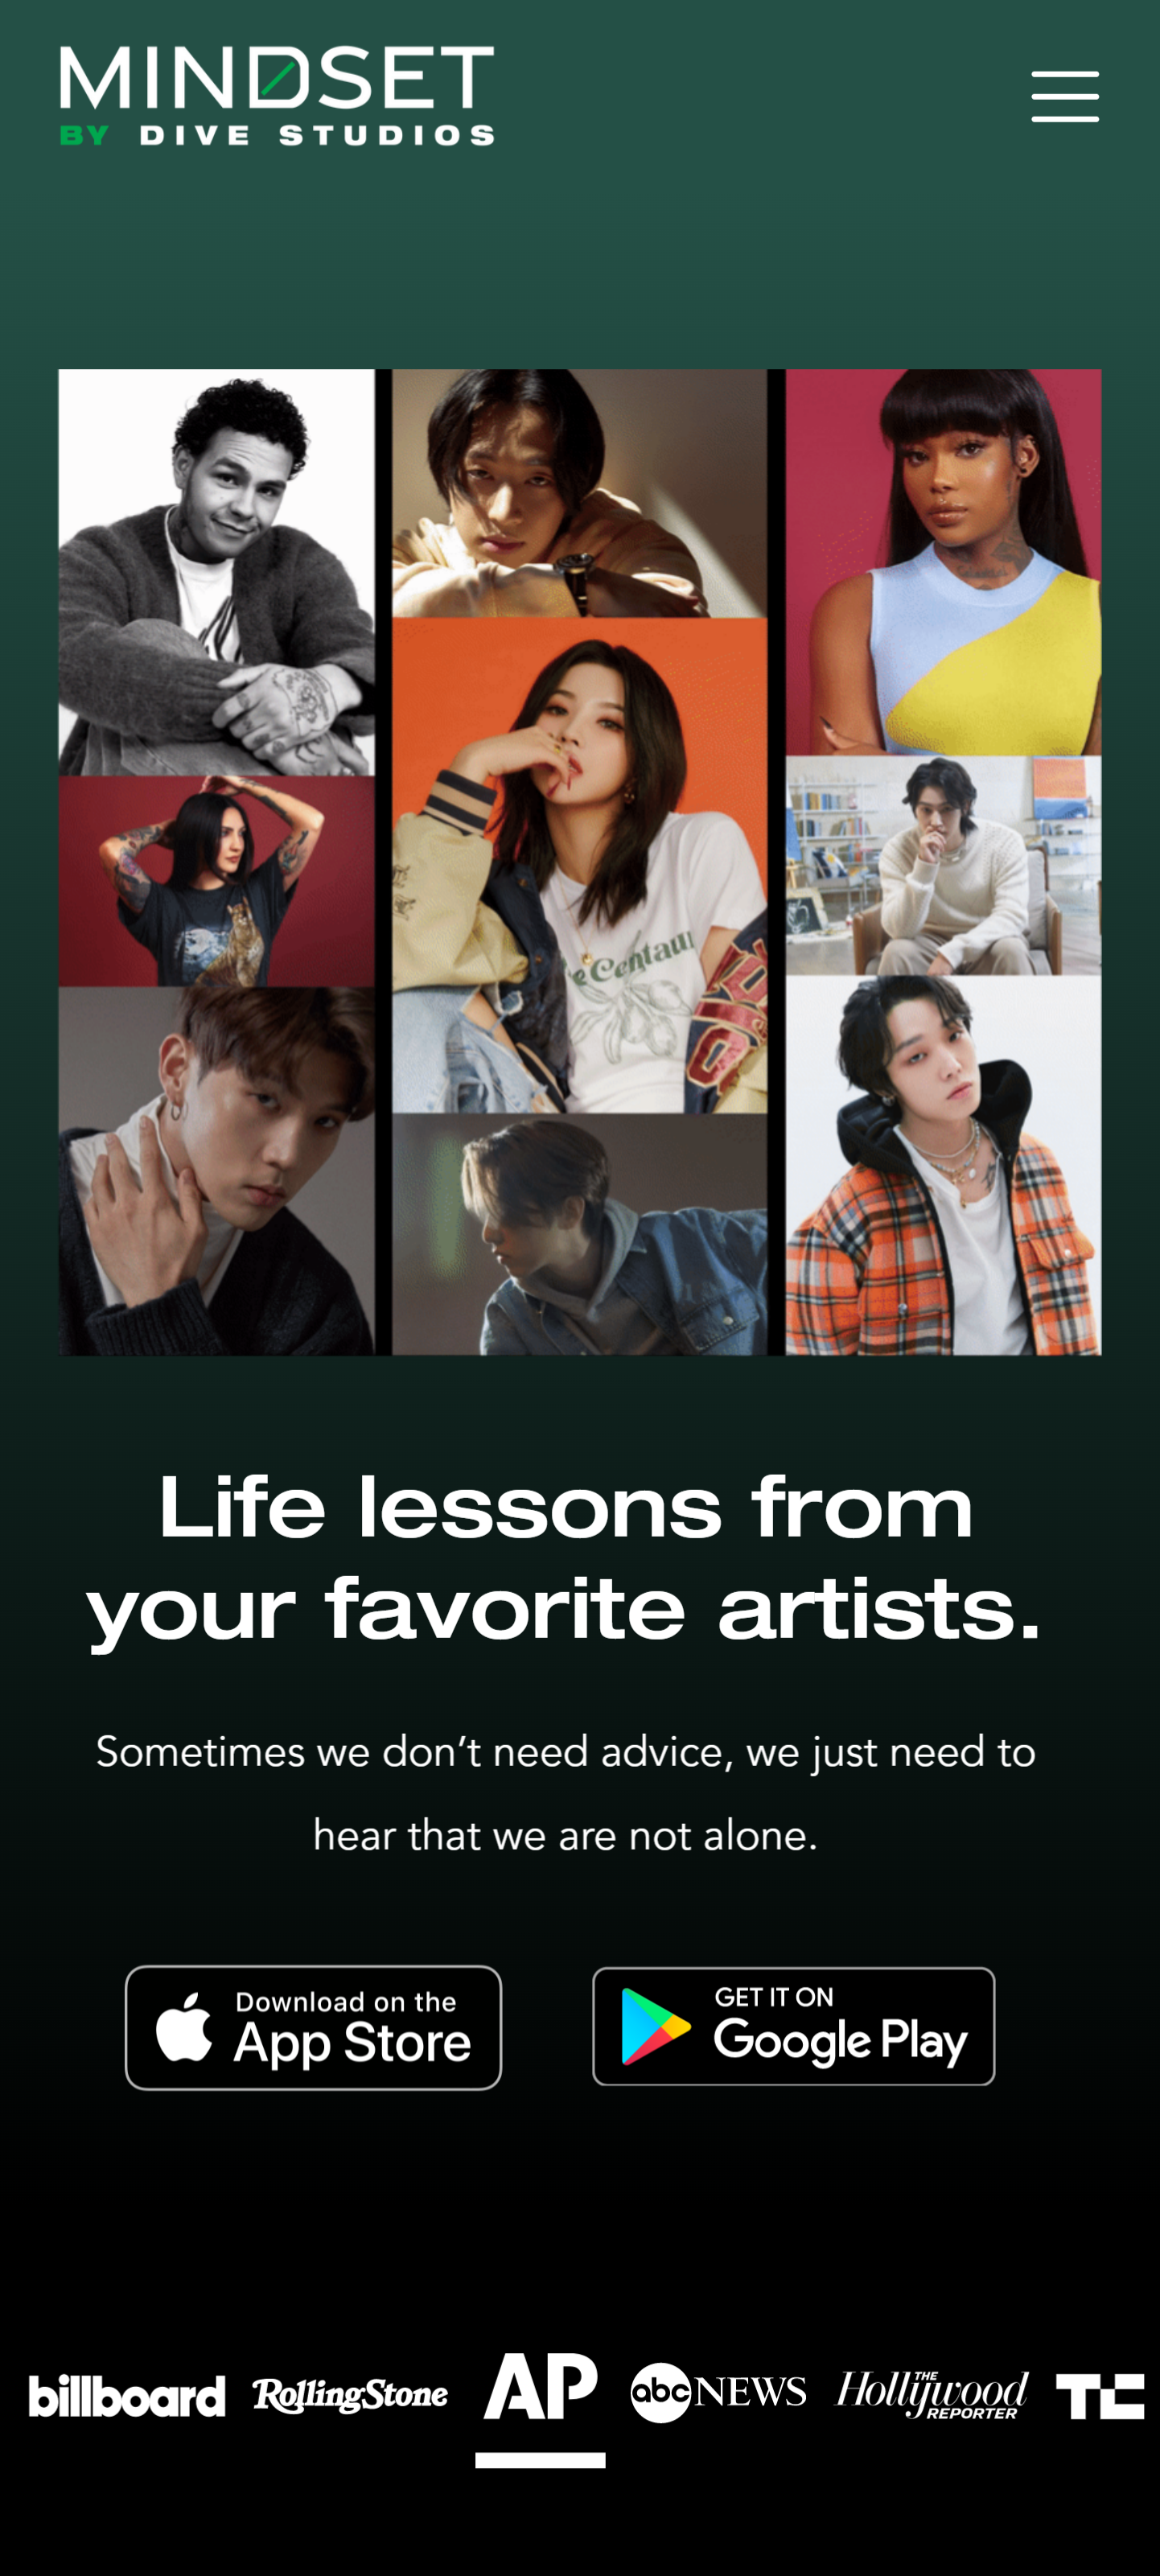 MINDSET
BY DIVE STUDIOS
Life lessons from
your favorite artists.
Sometimes we don’t need advice, we just need to
hear that we are not alone.
Download on the
App Store
GET IT ON
Google Play
billboard
RollingStone
AP
abc NEWS
THE
Hollywood
REPORTER
TC